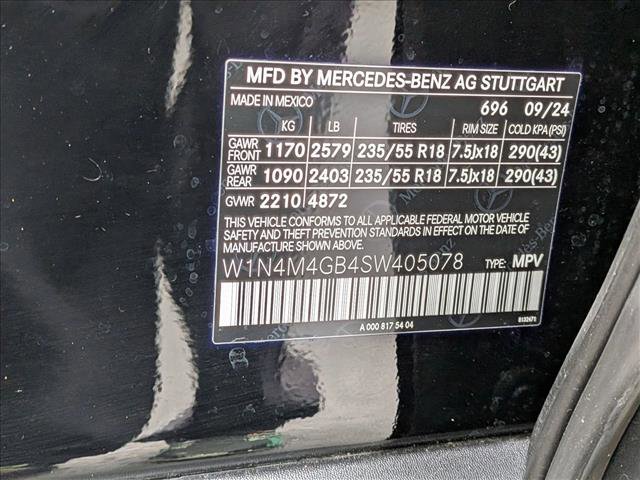 MFD BY MERCEDES-BENZ AG STUTTGART
MADE IN MEXICO 696 09/24
KG LB TIRES RIM SIZE COLD KPA(PSI)
GAWR FRONT 1170 2579 235/55 R18 7.5Jx18 290(43)
GAWR REAR 1090 2403 235/55 R18 7.5Jx18 290(43)
GVWR 2210 4872
THIS VEHICLE CONFORMS TO ALL APPLICABLE FEDERAL MOTOR VEHICLE
SAFETY AND THEFT PREVENTION STANDARDS IN EFFECT ON THE DATE OF
MANUFACTURE SHOWN ABOVE.
W1N4M4GB4SW405078 TYPE: MPV
A 000 817 54 04